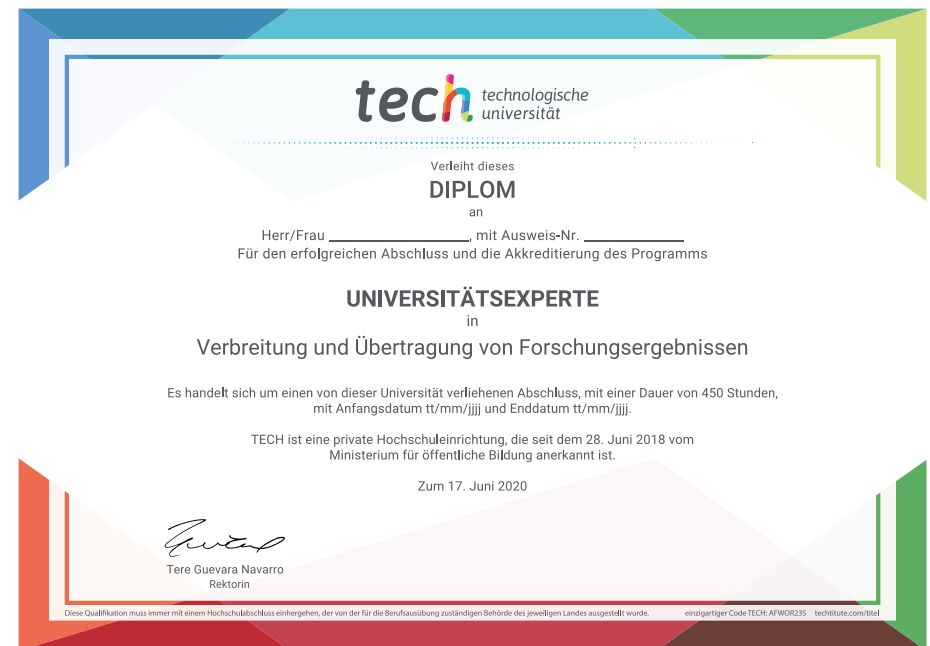 tech technologische
universität
Verleiht dieses
DIPLOM
an
Herr/Frau ____________________, mit Ausweis-Nr. ______________
Für den erfolgreichen Abschluss und die Akkreditierung des Programms
UNIVERSITÄTSEXPERTE
in
Verbreitung und Übertragung von Forschungsergebnissen
Es handelt sich um einen von dieser Universität verliehenen Abschluss, mit einer Dauer von 450 Stunden,
mit Anfangsdatum tt/mm/jjjj und Enddatum tt/mm/jjjj.
TECH ist eine private Hochschuleinrichtung, die seit dem 28. Juni 2018 vom
Ministerium für öffentliche Bildung anerkannt ist.
Zum 17. Juni 2020
Tere Guevara Navarro
Rektorin
Diese Qualifikation muss immer mit einem Hochschulabschluss einhergehen, der von der für die Berufsausübung zuständigen Behörde des jeweiligen Landes ausgestellt wurde. einzigartiger Code TECH: AFWOR23S techtitute.com/titel